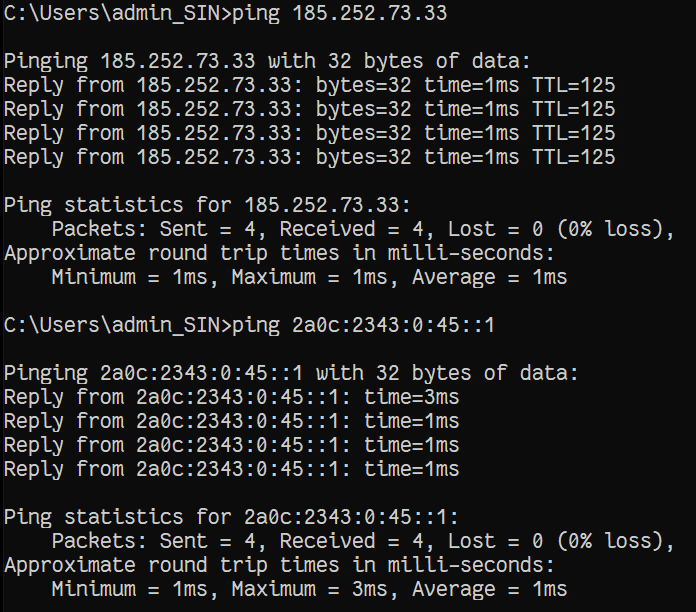 C:\Users\admin_SIN>ping 185.252.73.33
Pinging 185.252.73.33 with 32 bytes of data:
Reply from 185.252.73.33: bytes=32 time=1ms TTL=125
Reply from 185.252.73.33: bytes=32 time=1ms TTL=125
Reply from 185.252.73.33: bytes=32 time=1ms TTL=125
Reply from 185.252.73.33: bytes=32 time=1ms TTL=125
Ping statistics for 185.252.73.33:
    Packets: Sent = 4, Received = 4, Lost = 0 (0% loss),
Approximate round trip times in milli-seconds:
    Minimum = 1ms, Maximum = 1ms, Average = 1ms
C:\Users\admin_SIN>ping 2a0c:2343:0:45::1
Pinging 2a0c:2343:0:45::1 with 32 bytes of data:
Reply from 2a0c:2343:0:45::1: time=3ms
Reply from 2a0c:2343:0:45::1: time=1ms
Reply from 2a0c:2343:0:45::1: time=1ms
Reply from 2a0c:2343:0:45::1: time=1ms
Ping statistics for 2a0c:2343:0:45::1:
    Packets: Sent = 4, Received = 4, Lost = 0 (0% loss),
Approximate round trip times in milli-seconds:
    Minimum = 1ms, Maximum = 3ms, Average = 1ms